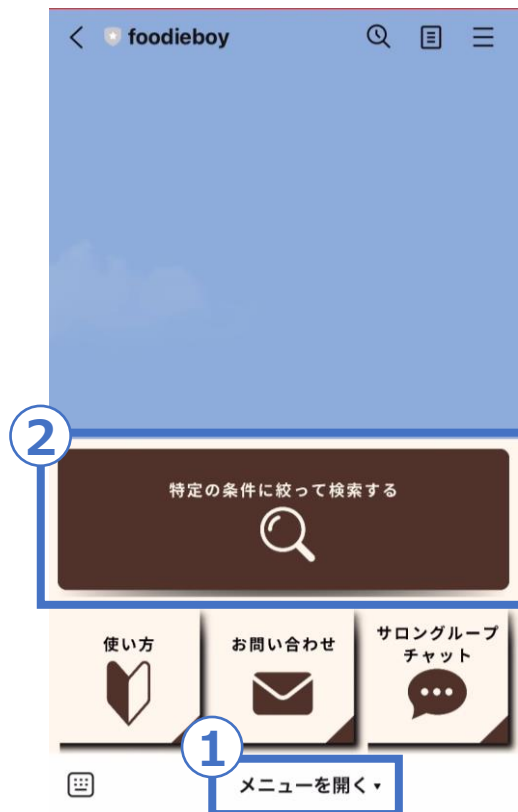 foodieboy
②
特定の条件に絞って検索する
使い方
お問い合わせ
サロングループ
チャット
①
メニューを開く▾